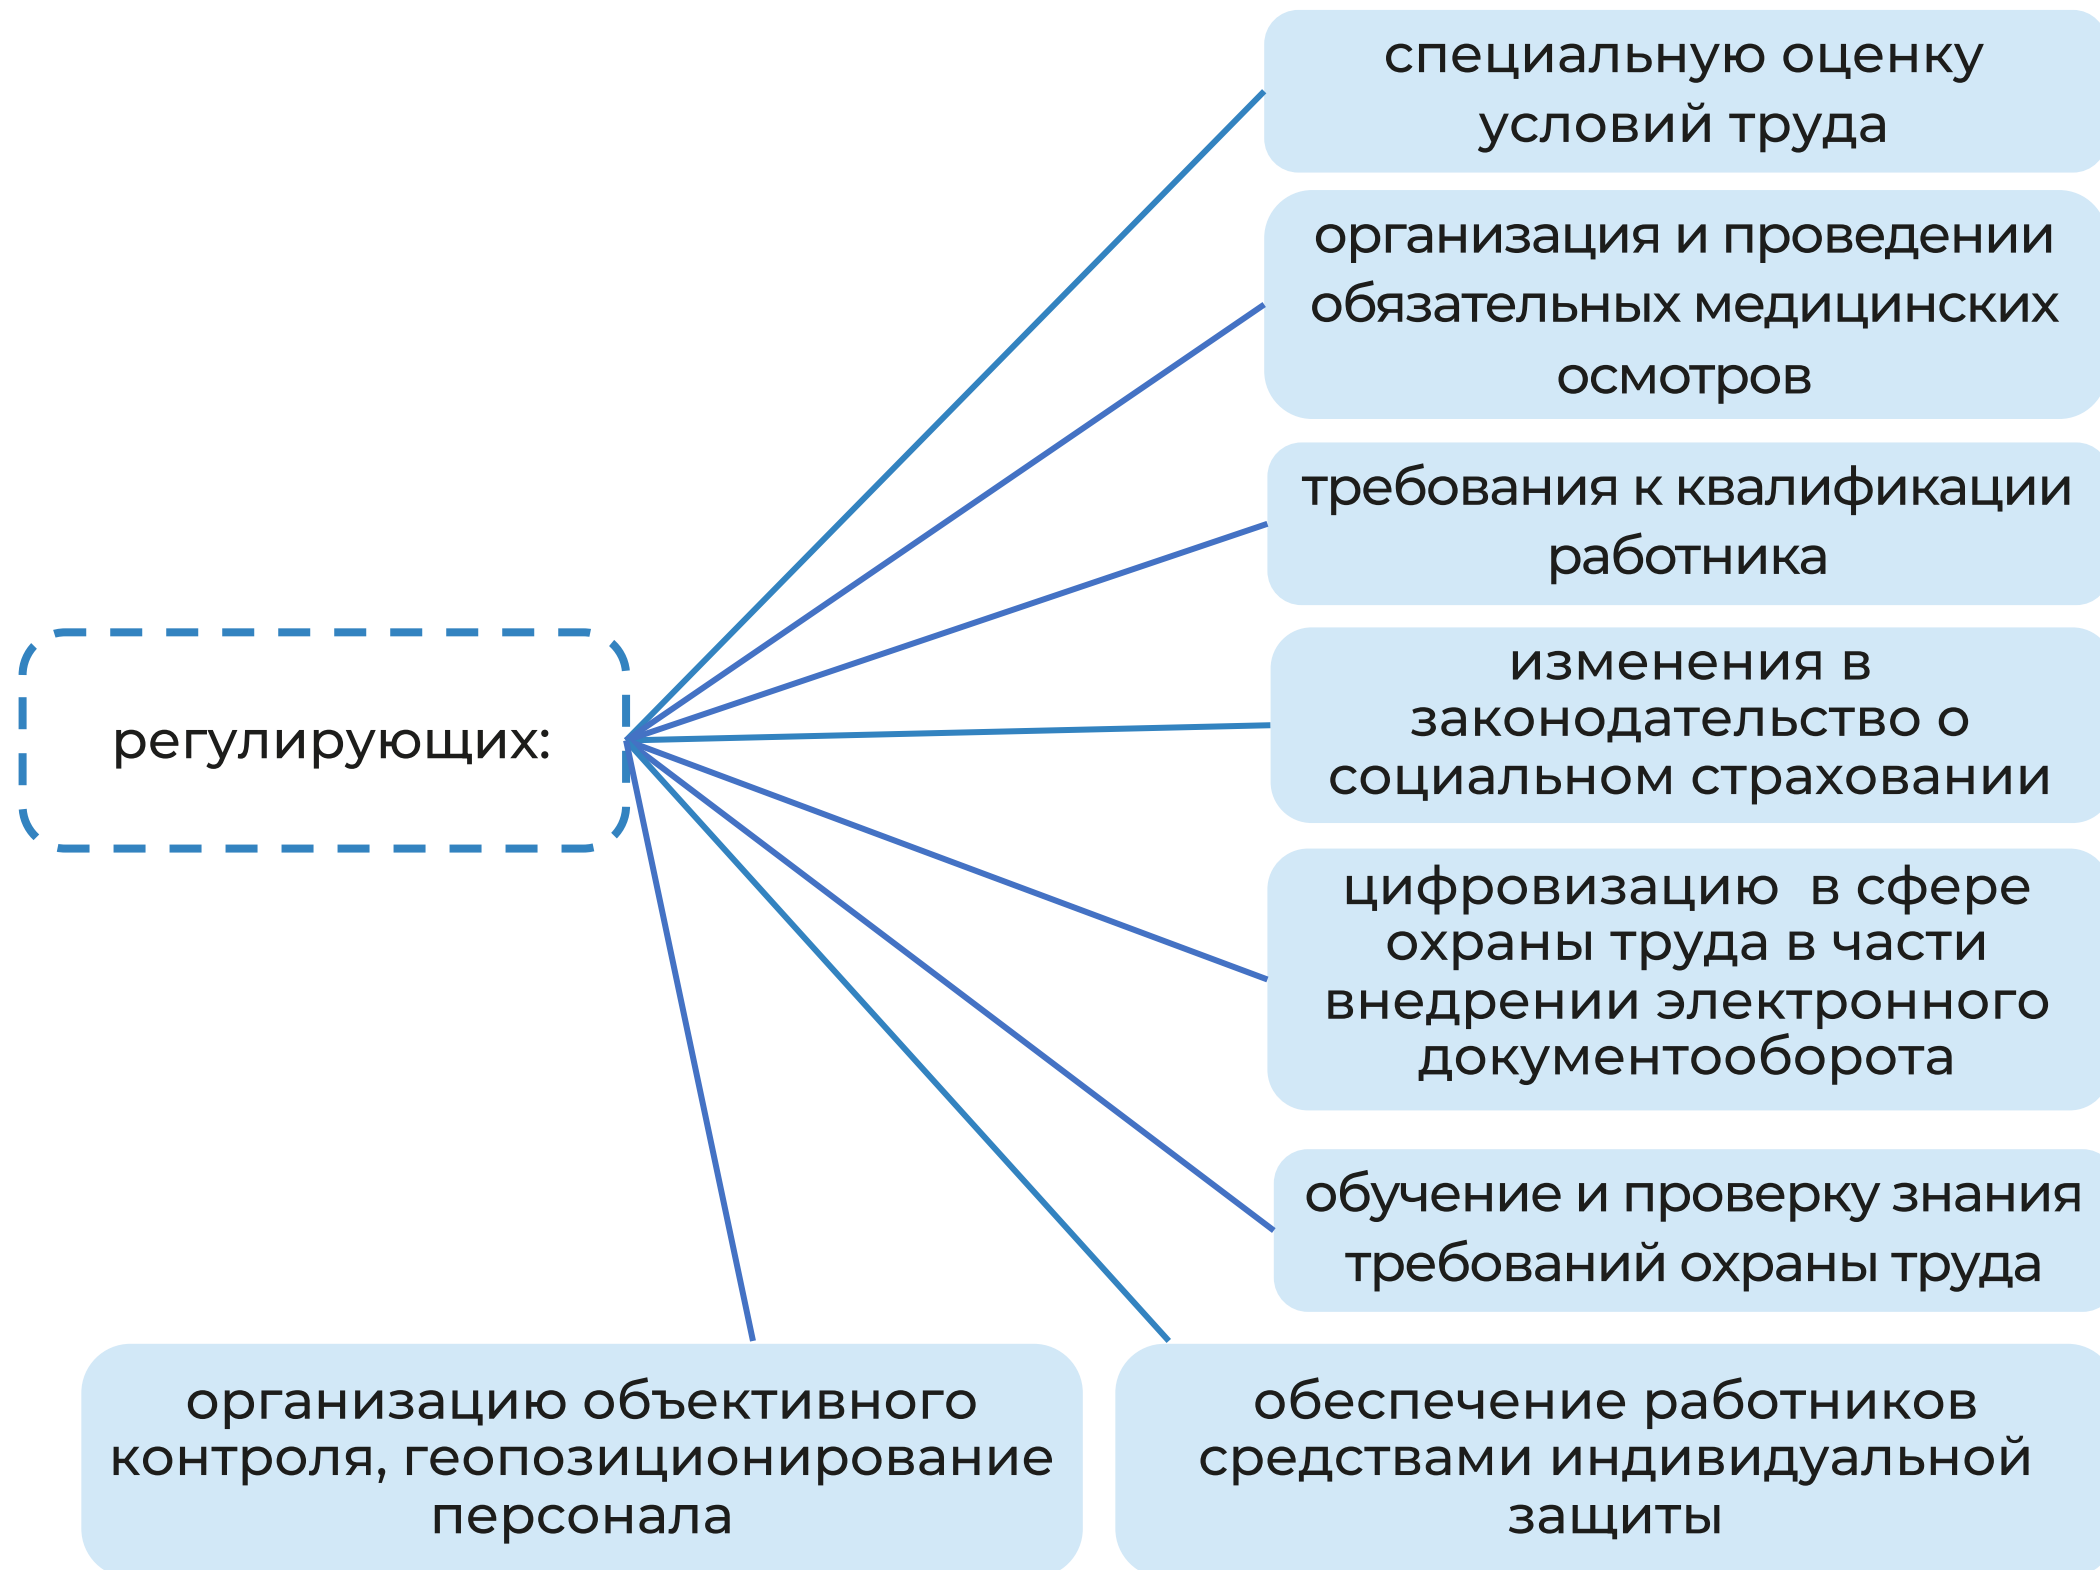 регулирующих:
специальную оценку
условий труда
организация и проведении
обязательных медицинских
осмотров
требования к квалификации
работника
изменения в
законодательство о
социальном страховании
цифровизацию в сфере
охраны труда в части
внедрении электронного
документооборота
обучение и проверку знания
требований охраны труда
обеспечение работников
средствами индивидуальной
защиты
организацию объективного
контроля, геопозиционирование
персонала